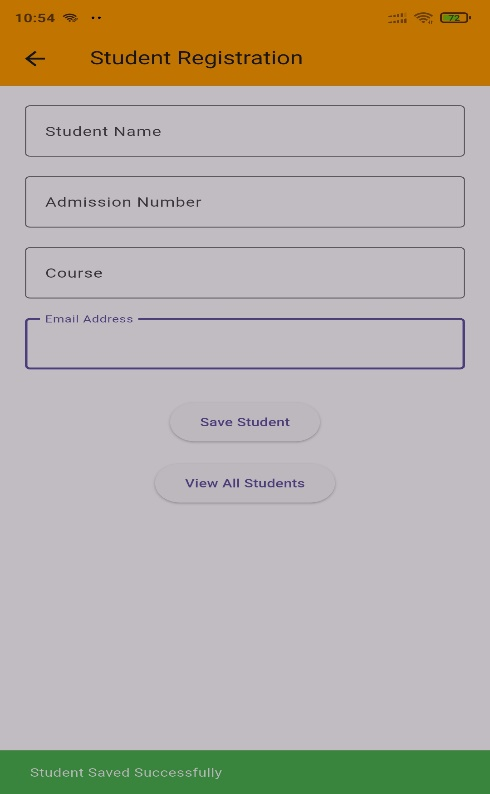 10:54
72
Student Registration
Student Name
Admission Number
Course
Email Address
Save Student
View All Students
Student Saved Successfully